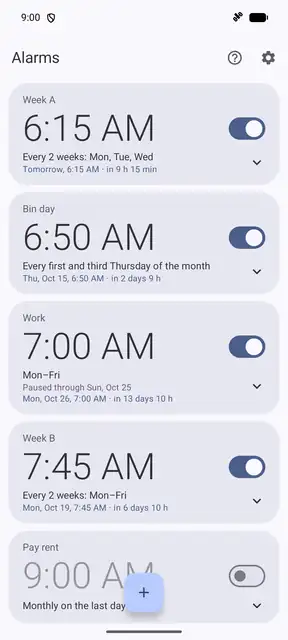 9:00
Alarms
Week A
6:15 AM
Every 2 weeks: Mon, Tue, Wed
Tomorrow, 6:15 AM · in 9 h 15 min
Bin day
6:50 AM
Every first and third Thursday of the month
Thu, Oct 15, 6:50 AM · in 2 days 9 h
Work
7:00 AM
Mon–Fri
Paused through Sun, Oct 25
Mon, Oct 26, 7:00 AM · in 13 days 10 h
Week B
7:45 AM
Every 2 weeks: Mon–Fri
Mon, Oct 19, 7:45 AM · in 6 days 10 h
Pay rent
9:00 AM
Monthly on the last day